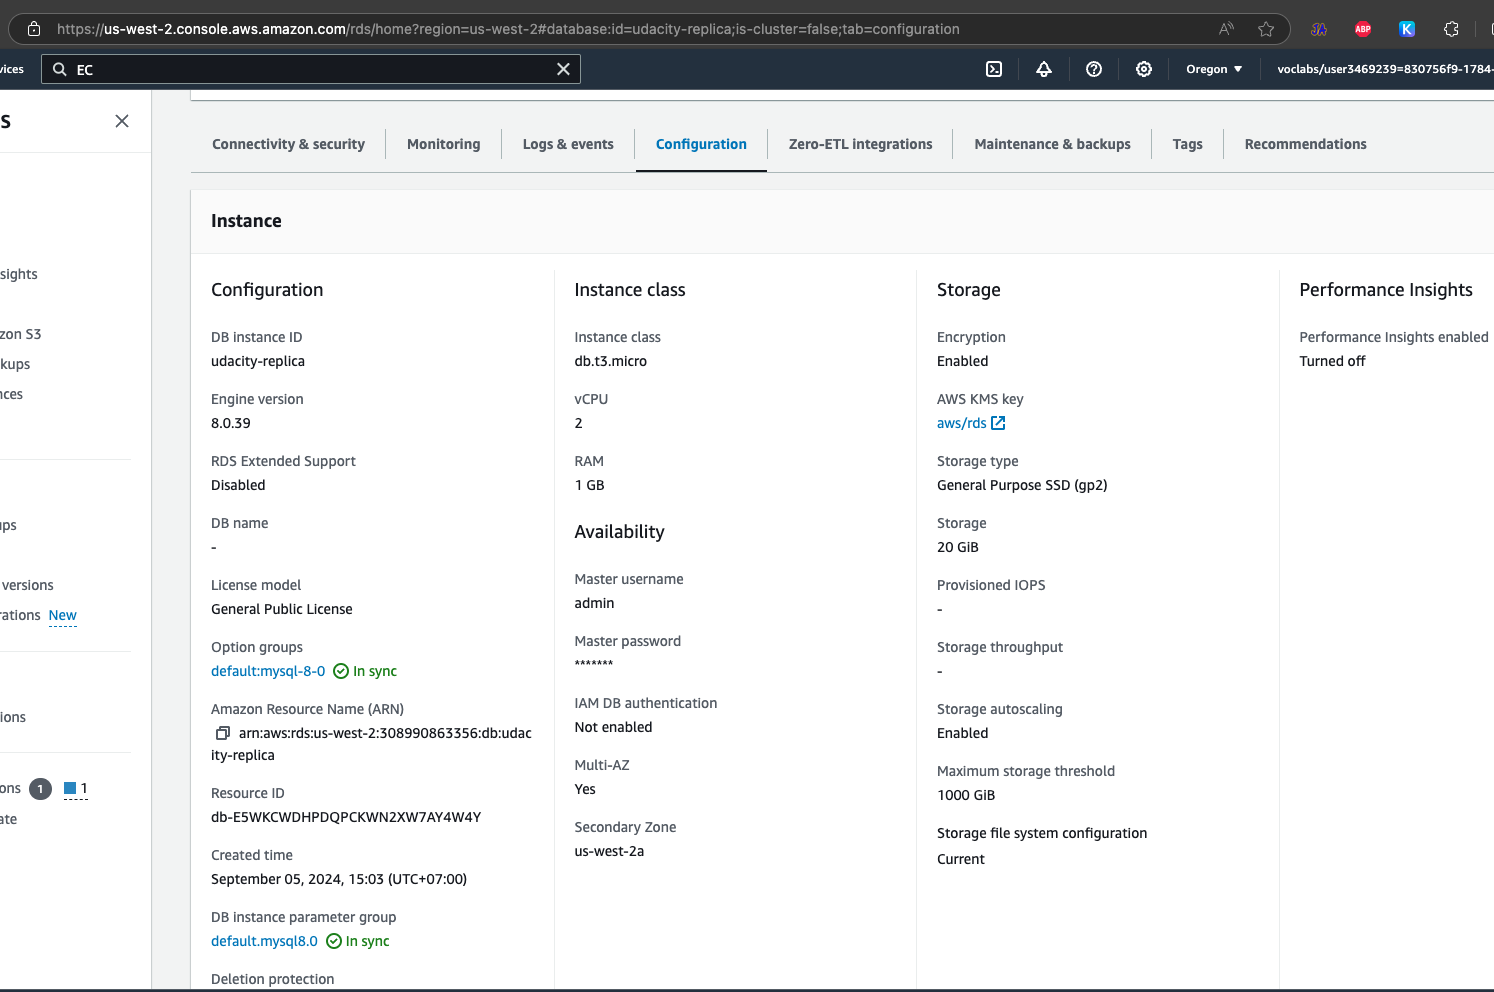 https://us-west-2.console.aws.amazon.com/rds/home?region=us-west-2#database:id=udacity-replica;is-cluster=false;tab=configuration
ABP
K
vices
EC
Oregon
voclabs/user3469239=830756f9-1784-
S
sights
zon S3
kups
nces
ups
versions
rations New
ions
ons 1 1
ate
Connectivity & security
Monitoring
Logs & events
Configuration
Zero-ETL integrations
Maintenance & backups
Tags
Recommendations
Instance
Configuration
DB instance ID
udacity-replica
Engine version
8.0.39
RDS Extended Support
Disabled
DB name
-
License model
General Public License
Option groups
default:mysql-8-0 In sync
Amazon Resource Name (ARN)
arn:aws:rds:us-west-2:308990863356:db:udac
ity-replica
Resource ID
db-E5WKCWDHPDQPCKWN2XW7AY4W4Y
Created time
September 05, 2024, 15:03 (UTC+07:00)
DB instance parameter group
default.mysql8.0 In sync
Deletion protection
Instance class
Instance class
db.t3.micro
vCPU
2
RAM
1 GB
Availability
Master username
admin
Master password
*******
IAM DB authentication
Not enabled
Multi-AZ
Yes
Secondary Zone
us-west-2a
Storage
Encryption
Enabled
AWS KMS key
aws/rds
Storage type
General Purpose SSD (gp2)
Storage
20 GiB
Provisioned IOPS
-
Storage throughput
-
Storage autoscaling
Enabled
Maximum storage threshold
1000 GiB
Storage file system configuration
Current
Performance Insights
Performance Insights enabled
Turned off